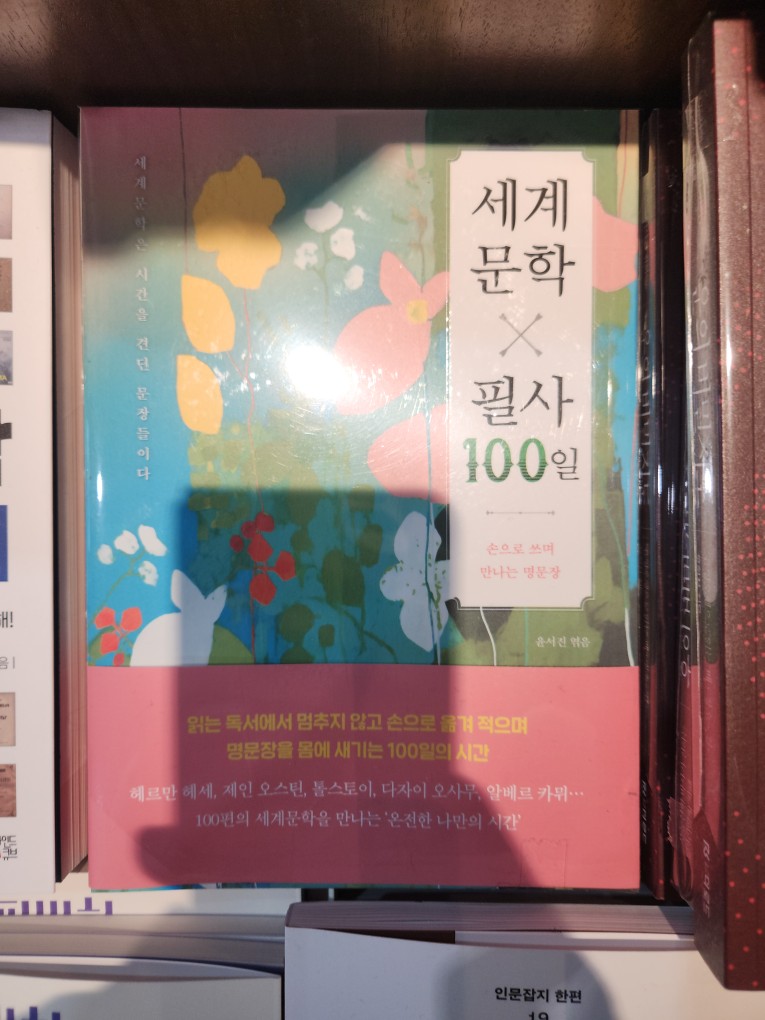 세계문학은 시간을 견딘 문장들이다
세계
문학
×
필사
100일
손으로 쓰며
만나는 명문장
윤서진 엮음
읽는 독서에서 멈추지 않고 손으로 옮겨 적으며
명문장을 몸에 새기는 100일의 시간
헤르만 헤세, 제인 오스틴, 톨스토이, 다자이 오사무, 알베르 카뮈…
100편의 세계문학을 만나는 '온전한 나만의 시간'
해!
인문잡지 한편
19